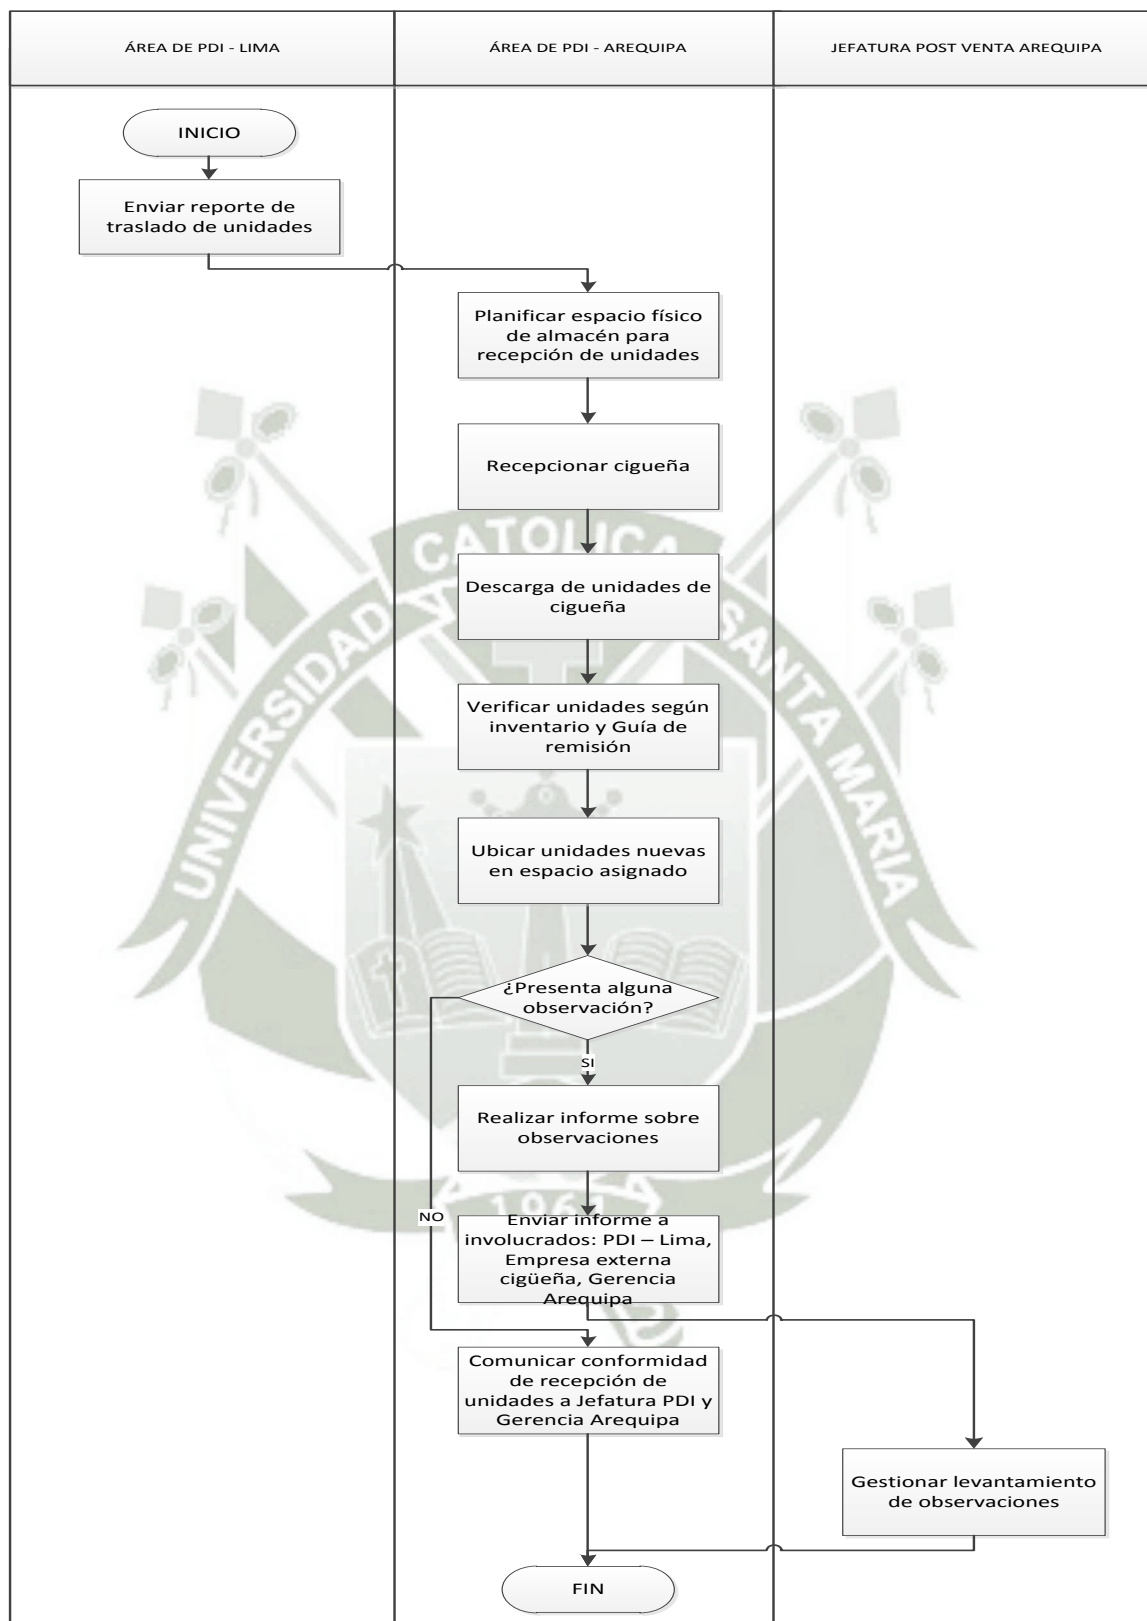 ÁREA DE PDI - LIMA
ÁREA DE PDI - AREQUIPA
JEFATURA POST VENTA AREQUIPA
INICIO
Enviar reporte de
traslado de unidades
Planificar espacio físico
de almacén para
recepción de unidades
Recepcionar cigueña
Descarga de unidades de
cigueña
Verificar unidades según
inventario y Guía de
remisión
Ubicar unidades nuevas
en espacio asignado
¿Presenta alguna
observación?
SI
Realizar informe sobre
observaciones
NO
Enviar informe a
involucrados: PDI – Lima,
Empresa externa
cigüeña, Gerencia
Arequipa
Comunicar conformidad
de recepción de
unidades a Jefatura PDI y
Gerencia Arequipa
Gestionar levantamiento
de observaciones
FIN
UNIVERSIDAD
CATOLICA
SANTA MARIA